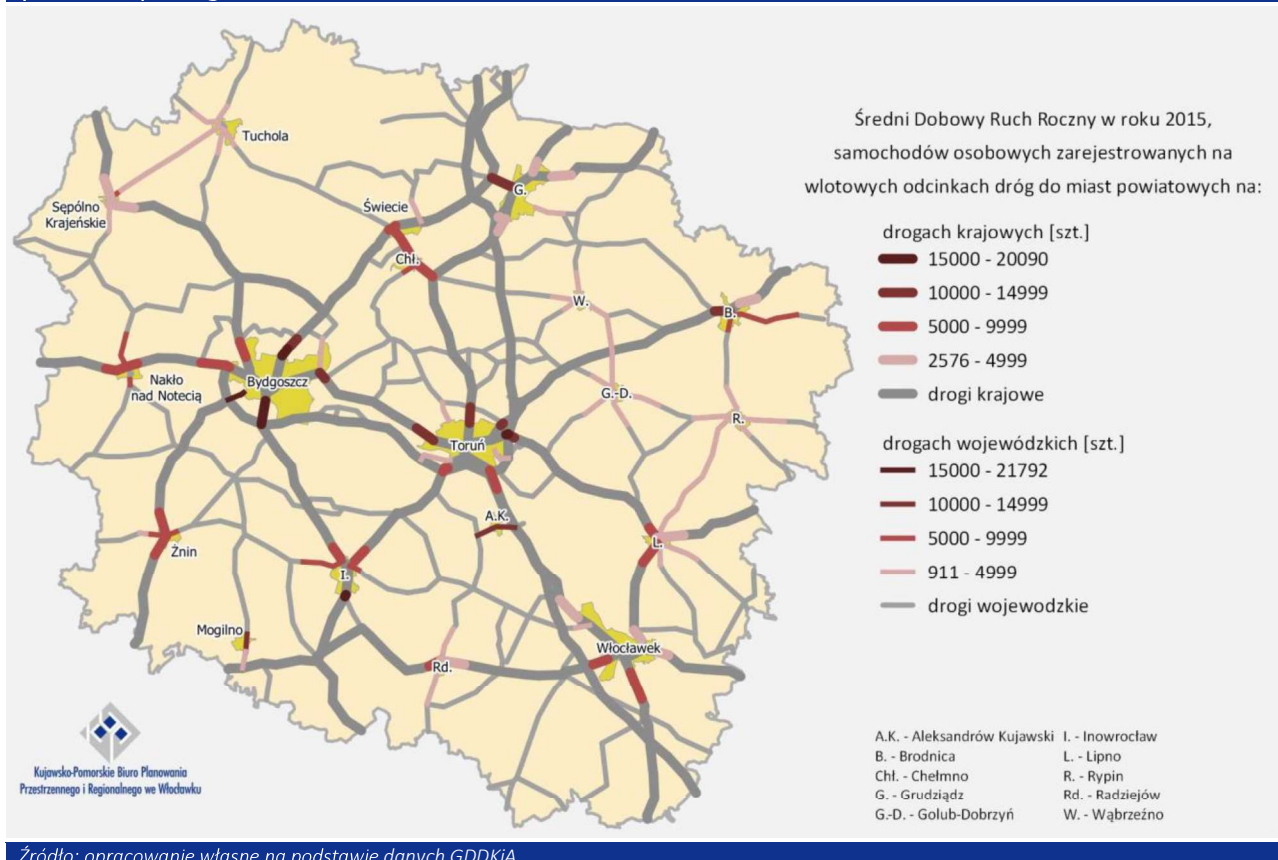 Średni Dobowy Ruch Roczny w roku 2015,
samochodów osobowych zarejestrowanych na
wlotowych odcinkach dróg do miast powiatowych na:
drogach krajowych [szt.]
15000 - 20090
10000 - 14999
5000 - 9999
2576 - 4999
drogi krajowe
drogach wojewódzkich [szt.]
15000 - 21792
10000 - 14999
5000 - 9999
911 - 4999
drogi wojewodzkie
Tuchola
Sępólno
Krajeńskie
Świecie
G.
Chł.
W.
B.
Nakło
nad Notecią
Bydgoszcz
G.-D.
R.
Toruń
A.K.
Żnin
I.
L.
Mogilno
Rd.
Włocławek
A.K. - Aleksandrów Kujawski
B. - Brodnica
Chł. - Chełmno
G. - Grudziądz
G.-D. - Golub-Dobrzyń
I. - Inowrocław
L. - Lipno
R. - Rypin
Rd. - Radziejów
W. - Wąbrzeźno
Kujawsko-Pomorskie Biuro Planowania
Przestrzennego i Regionalnego we Włocławku
Źródło: opracowanie własne na podstawie danych GDDKiA